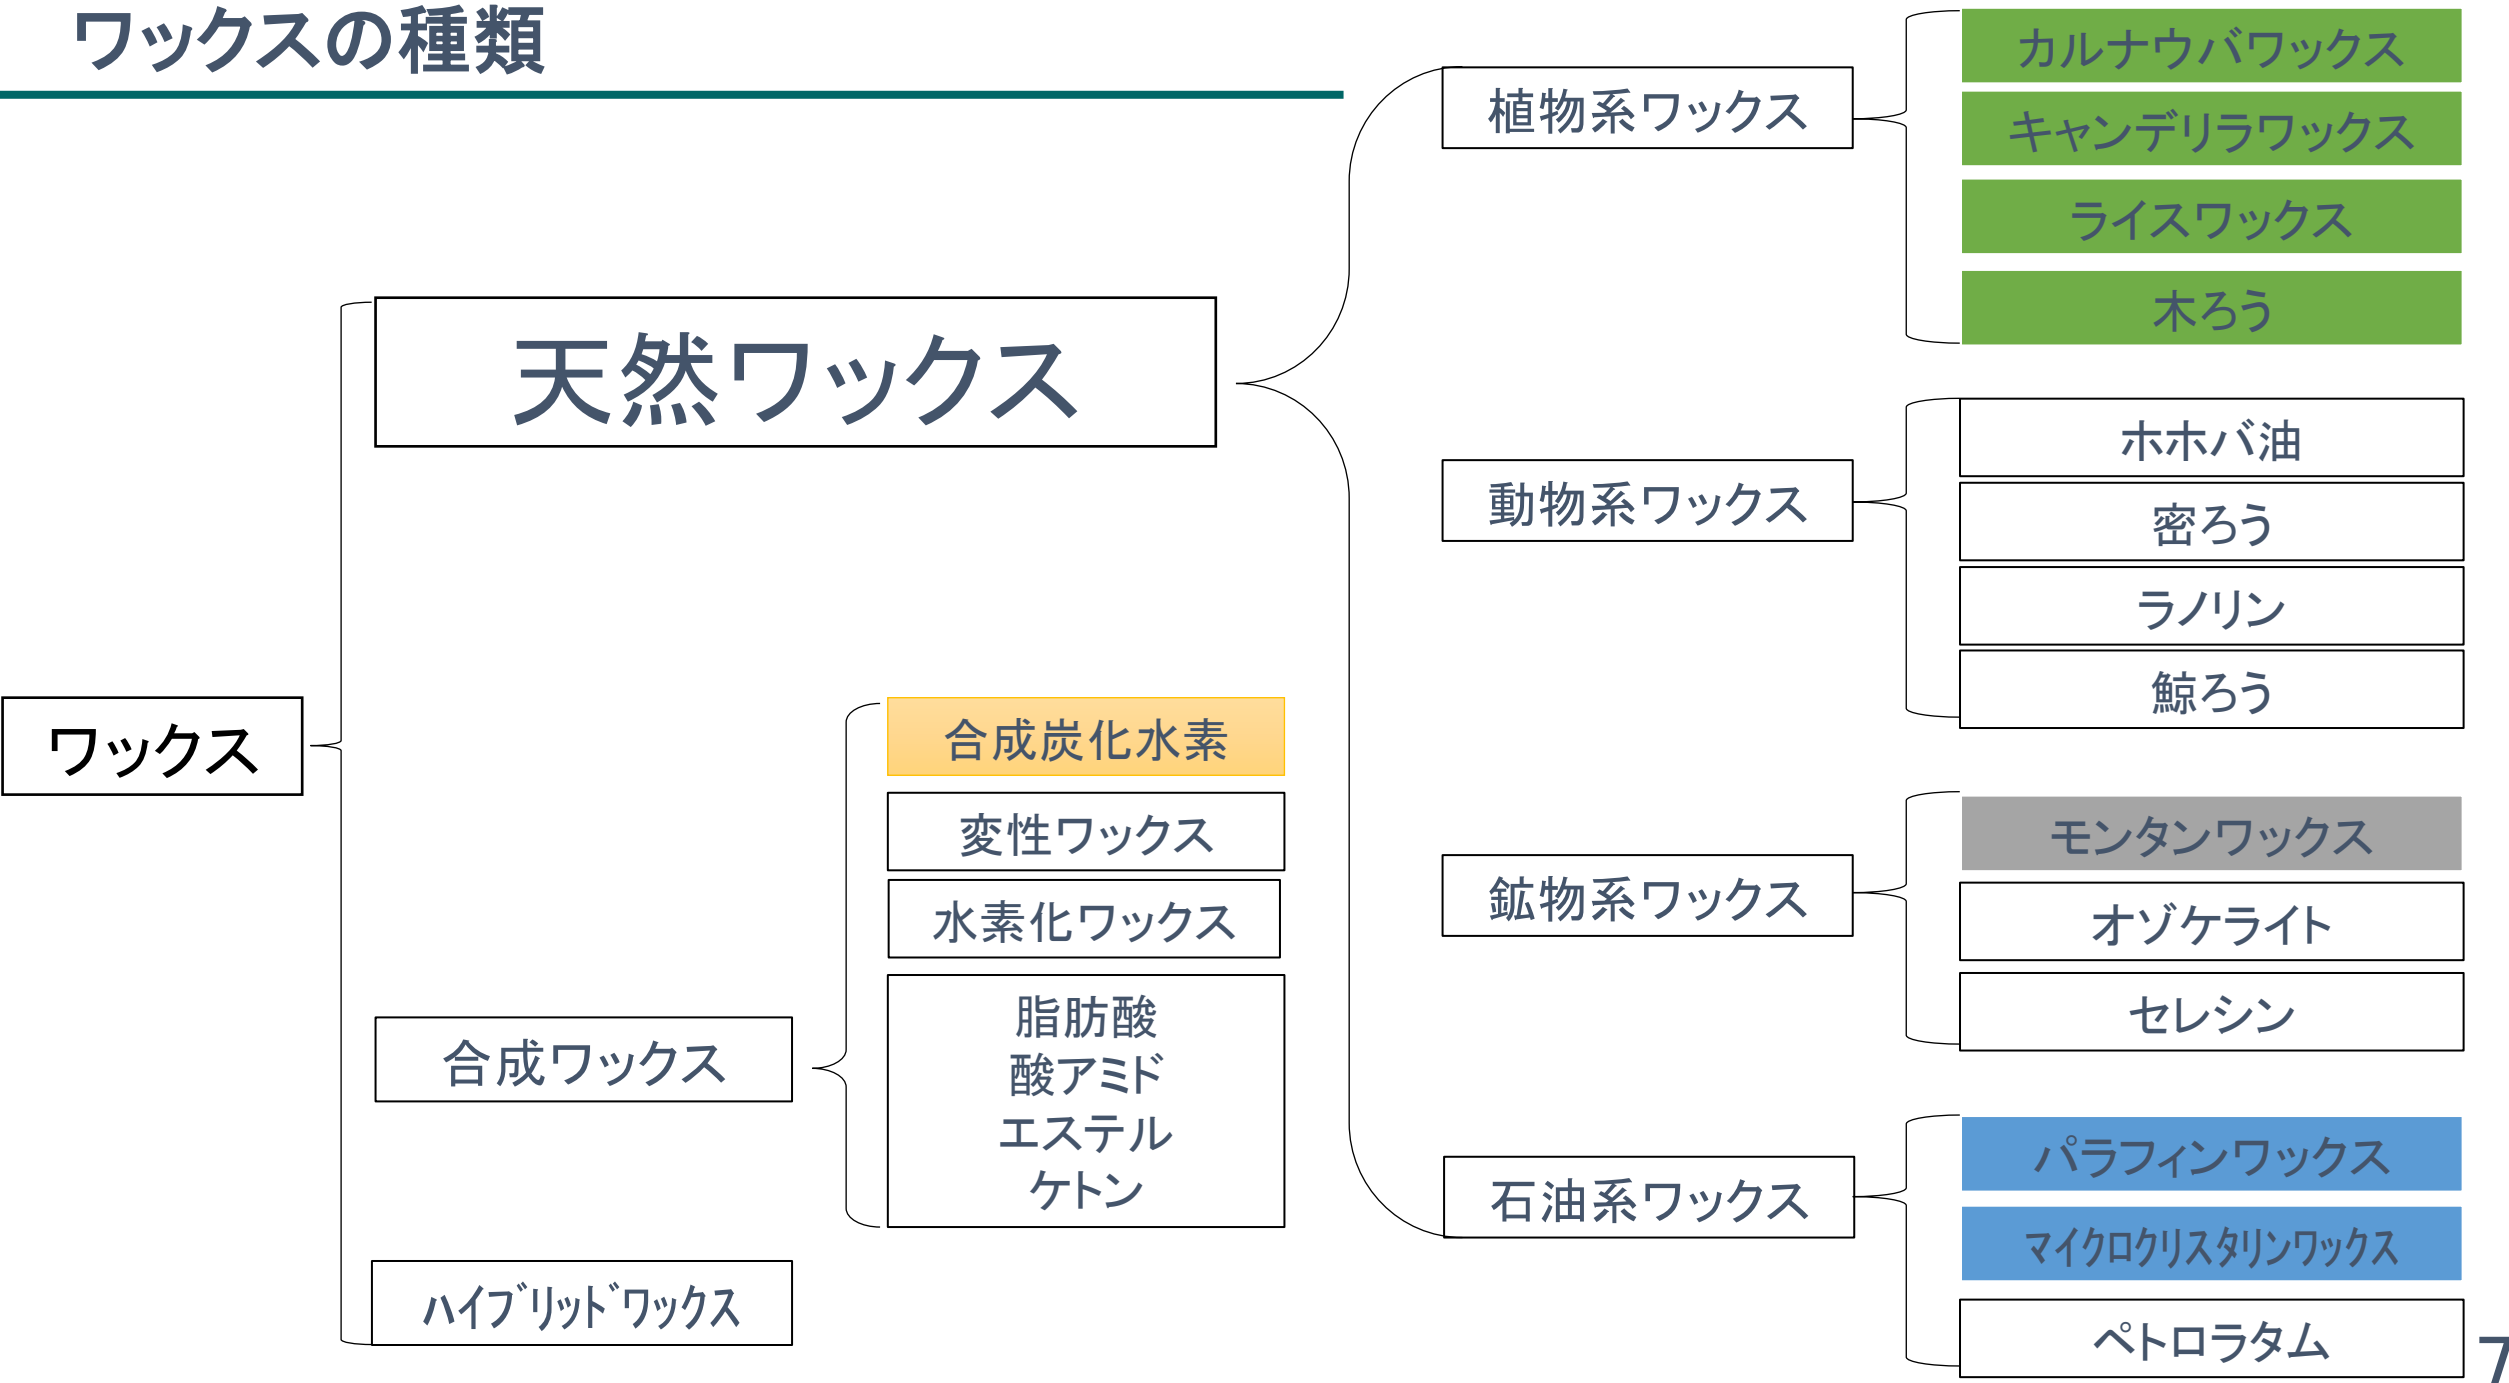 ワックスの種類
ワックス
天然ワックス
植物系ワックス
カルナウバワックス
キャンデリラワックス
ライスワックス
木ろう
動物系ワックス
ホホバ油
密ろう
ラノリン
鯨ろう
鉱物系ワックス
モンタンワックス
オゾケライト
セレシン
石油系ワックス
パラフィンワックス
マイクロクリスタリンワックス
ペトロラタム
合成ワックス
合成炭化水素
変性ワックス
水素化ワックス
脂肪酸
酸アミド
エステル
ケトン
ハイブリッドワックス
7